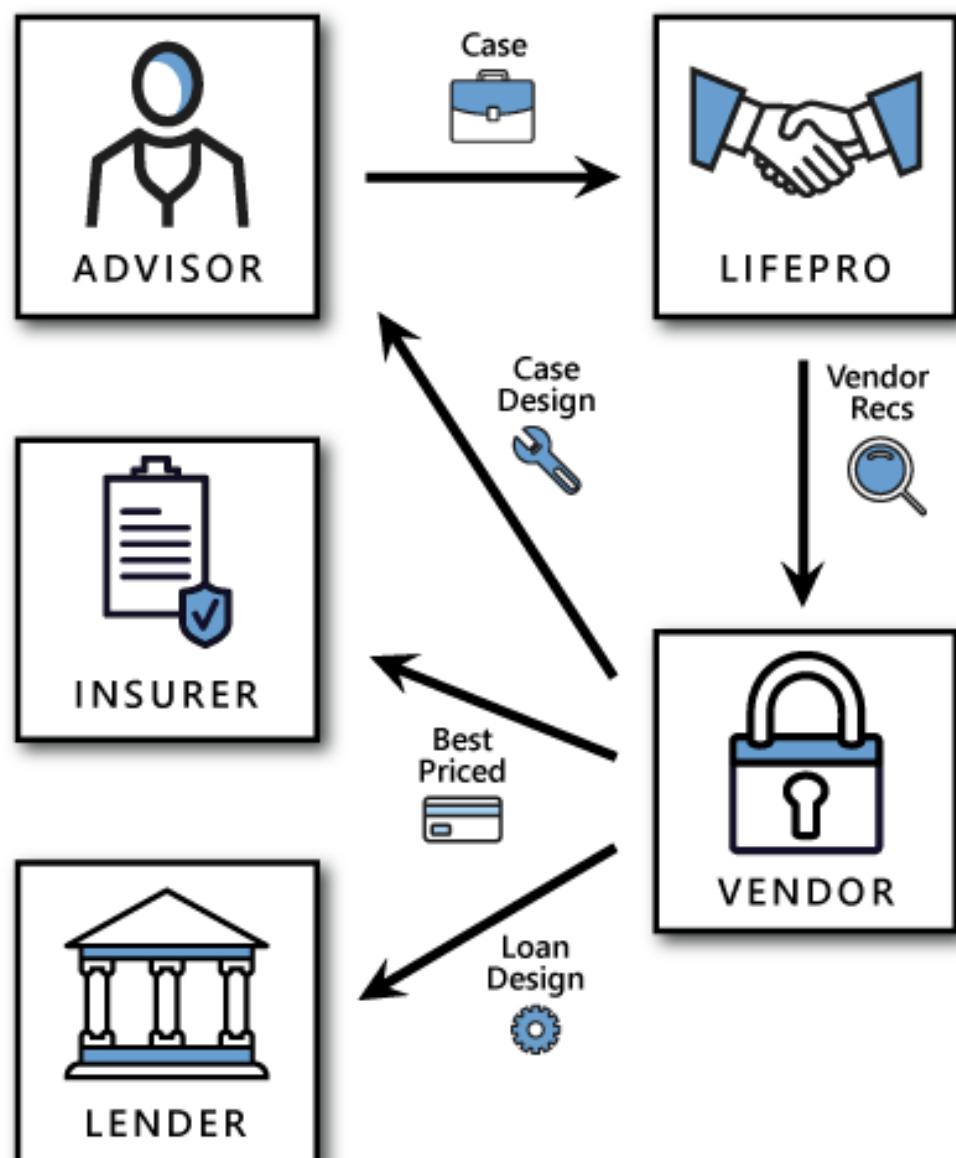 Case
ADVISOR
LIFEPRO
Case
Design
Vendor
Recs
INSURER
Best
Priced
VENDOR
Loan
Design
LENDER